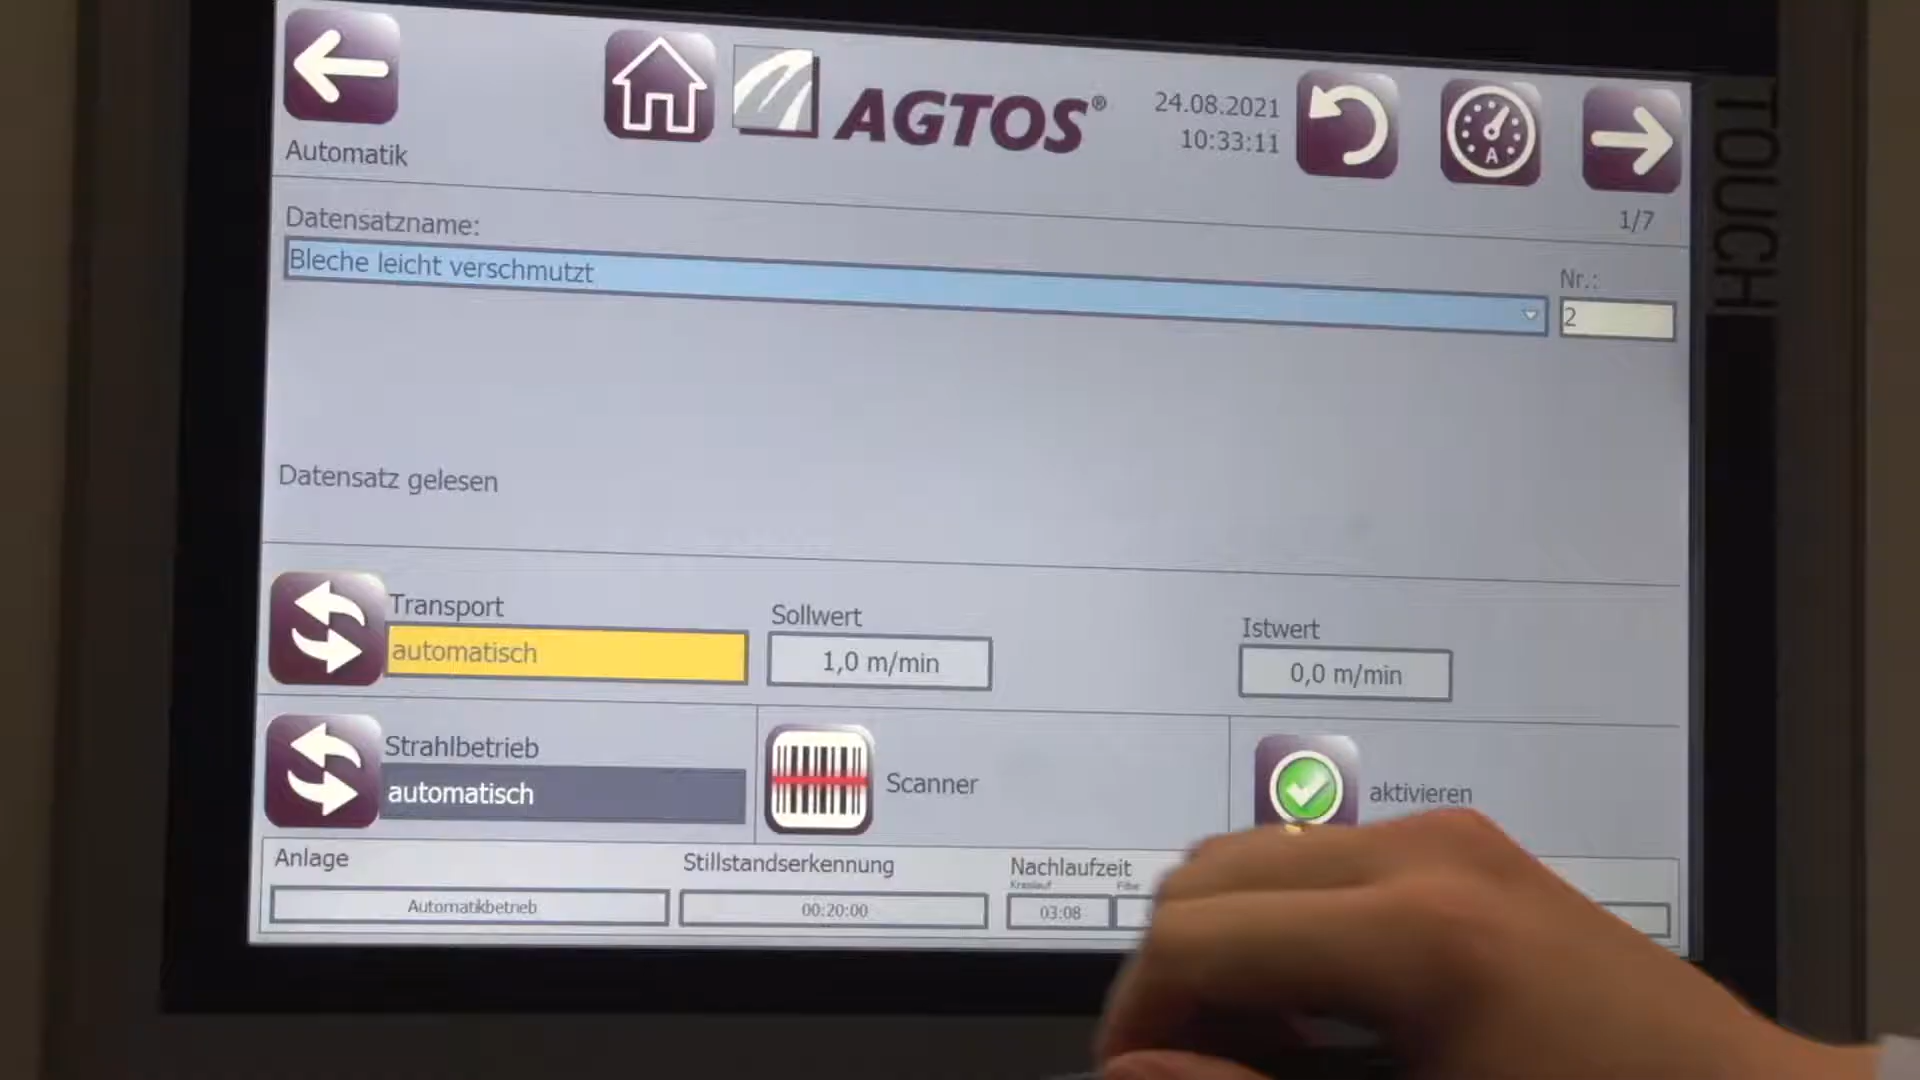 AGTOS®
24.08.2021
10:33:11
A
Automatik
1/7
TOUCH
Datensatzname:
Bleche leicht verschmutzt
Nr.:
2
Datensatz gelesen
Transport
automatisch
Sollwert
1,0 m/min
Istwert
0,0 m/min
Strahlbetrieb
automatisch
Scanner
aktivieren
Anlage
Automatikbetrieb
Stillstandserkennung
00:20:00
Nachlaufzeit
Kreislauf
03:08